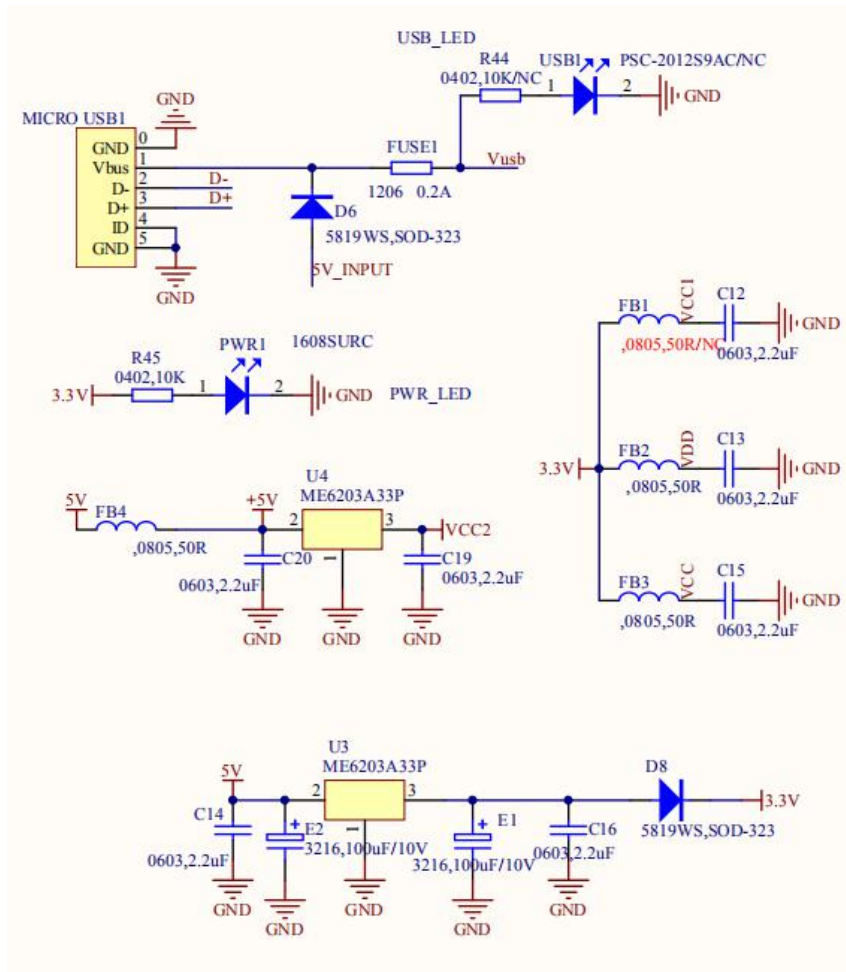 USB_LED
R44
0402,10K/NC
USB1
PSC-2012S9AC/NC
1
2
GND
GND
MICRO USB1
GND 0
Vbus 1
D- 2 D-
D+ 3 D+
ID 4
GND 5
GND
FUSE1
1206 0.2A
Vusb
D6
5819WS,SOD-323
5V_INPUT
R45
0402,10K
3.3V
PWR1
1608SURC
1
2
GND
PWR_LED
FB1
,0805,50R/NC
VCC1
C12
0603,2.2uF
GND
3.3V
FB2
,0805,50R
VDD
C13
0603,2.2uF
GND
FB3
,0805,50R
VCC
C15
0603,2.2uF
GND
U4
ME6203A33P
5V
FB4
,0805,50R
+5V
2
3
1
VCC2
C20
0603,2.2uF
C19
0603,2.2uF
GND
GND
GND
U3
ME6203A33P
5V
2
3
1
C14
0603,2.2uF
E2
3216,100uF/10V
E1
3216,100uF/10V
C16
0603,2.2uF
D8
5819WS,SOD-323
3.3V
GND
GND
GND
GND
GND